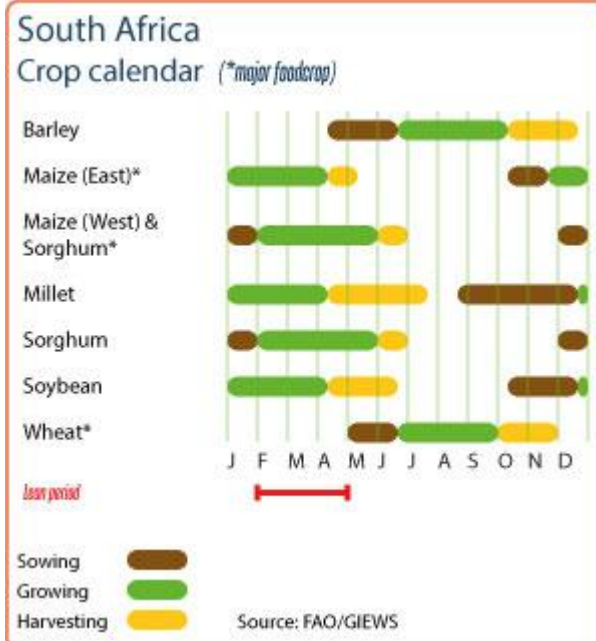 South Africa
Crop calendar (*major foodcrop)
Barley
Maize (East)*
Maize (West) &
Sorghum*
Millet
Sorghum
Soybean
Wheat*
J F M A M J J A S O N D
Lean period
Sowing
Growing
Harvesting Source: FAO/GIEWS